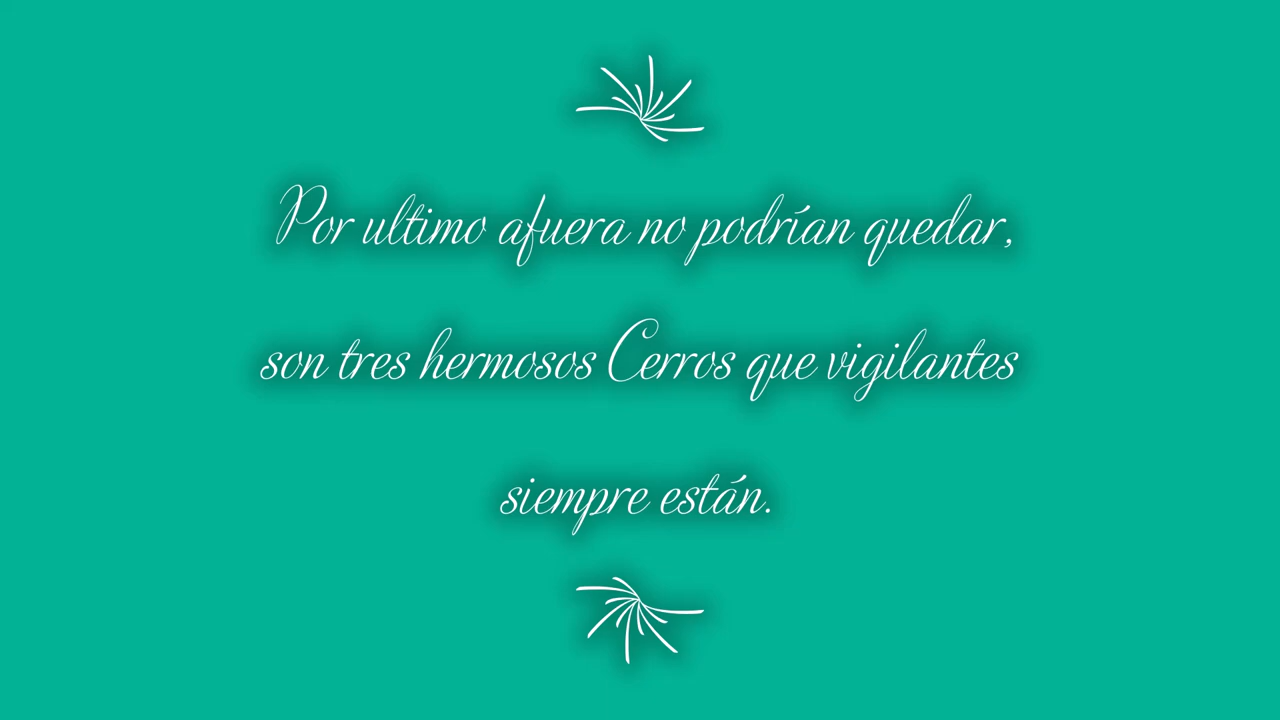 Por ultimo afuera no podrían quedar,
son tres hermosos Cerros que vigilantes
siempre están.